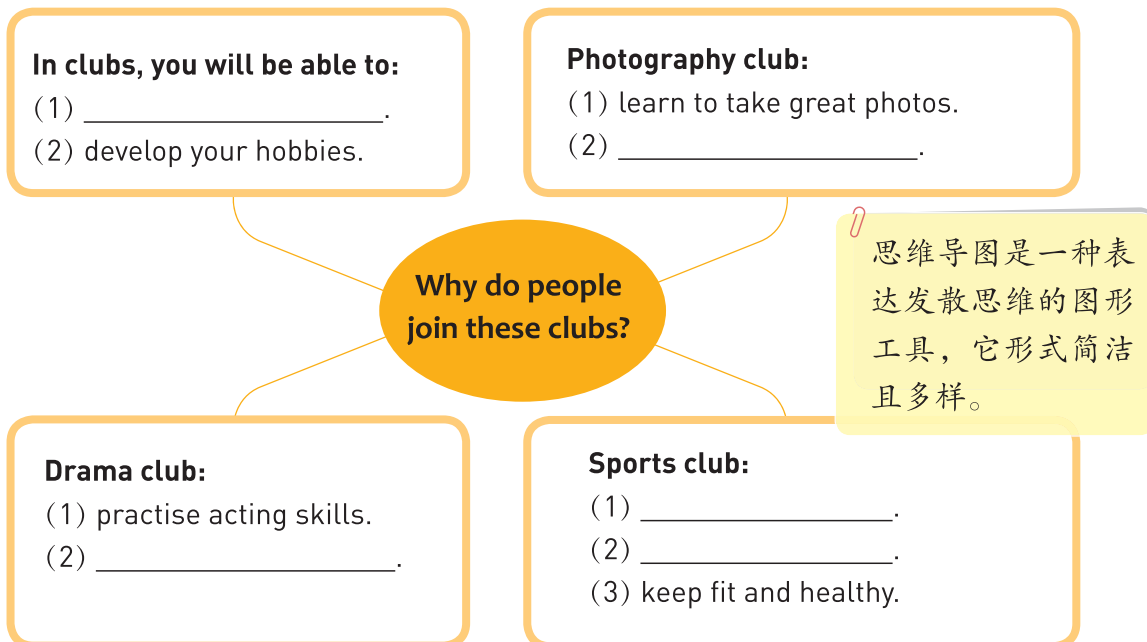 In clubs, you will be able to:
(1) ____________________.
(2) develop your hobbies.
Photography club:
(1) learn to take great photos.
(2) ____________________.
Why do people
join these clubs?
思维导图是一种表
达发散思维的图形
工具，它形式简洁
且多样。
Drama club:
(1) practise acting skills.
(2) ____________________.
Sports club:
(1) _________________.
(2) _________________.
(3) keep fit and healthy.